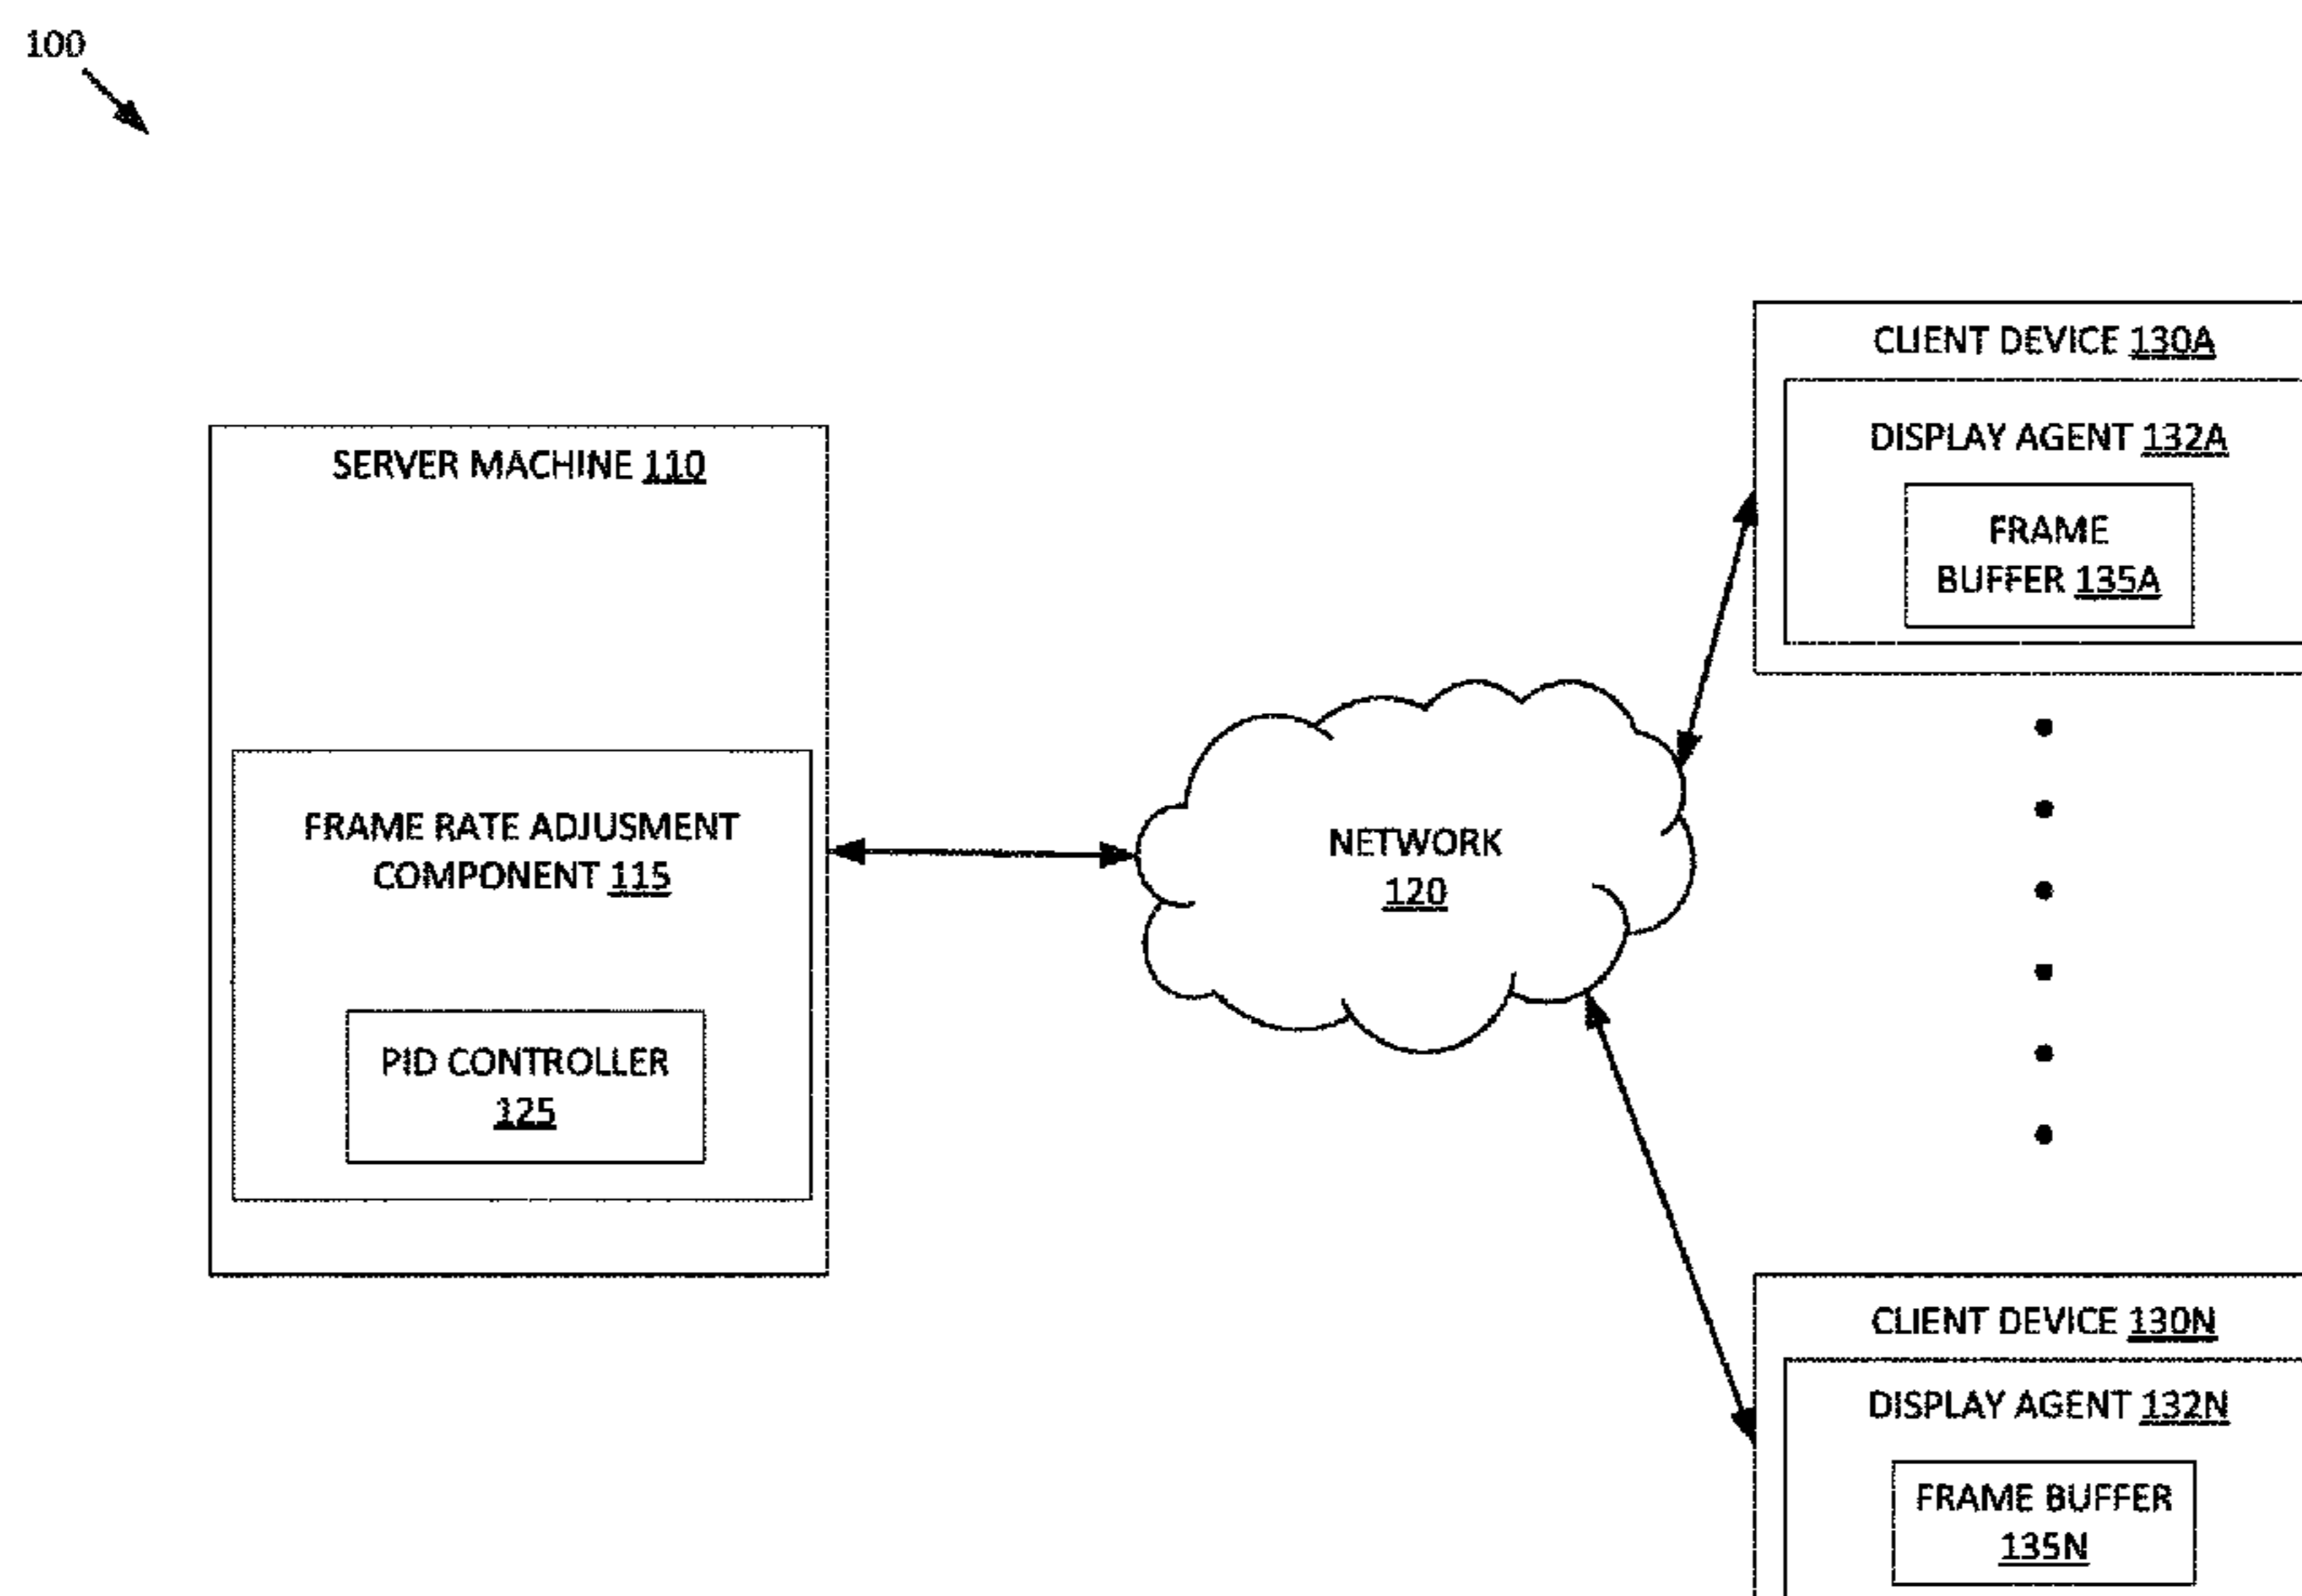 100
SERVER MACHINE 110
FRAME RATE ADJUSMENT
COMPONENT 115
PID CONTROLLER
125
NETWORK
120
CLIENT DEVICE 130A
DISPLAY AGENT 132A
FRAME
BUFFER 135A
CLIENT DEVICE 130N
DISPLAY AGENT 132N
FRAME BUFFER
135N